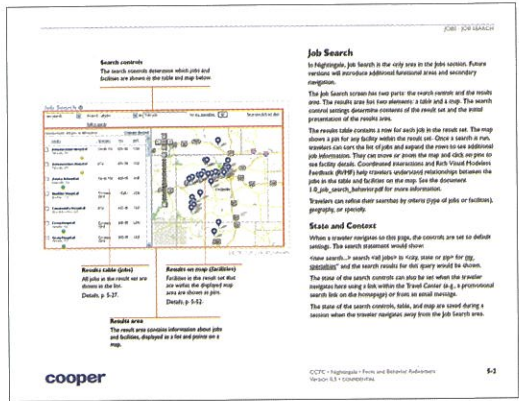 JOBS · JOB SEARCH
Search controls
The search controls determine which jobs and
facilities are shown in the table and map below.
Job Search
Results table (jobs)
All jobs in the result set are
shown in the list.
Details, p. 5-27.
Results on map (facilities)
Facilities in the result set that
are within the displayed map
area are shown as pins.
Details, p. 5-52.
Results area
The result area contains information about jobs
and facilities, displayed as a list and points on a
map.
Job Search
In Nightingale, Job Search is the only area in the Jobs section. Future
versions will introduce additional functional areas and secondary
navigation.
The Job Search screen has two parts: the search controls and the results
area. The results area has two elements: a table and a map. The search
control settings determine contents of the result set and the initial
presentation of the results area.
The results table contains a row for each job in the result set. The map
shows a pin for any facility within the result set. Once a search is run,
travelers can sort the list of jobs and expand the rows to see additional
job information. They can move or zoom the map and click on pins to
see facility details. Coordinated interactions and Rich Visual Modeless
Feedback (RVMF) help travelers understand relationships between the
jobs in the table and facilities on the map. See the document
1.0_job_search_behavior.pdf for more information.
Travelers can refine their searches by criteria (type of jobs or facilities),
geography, or specialty.
State and Context
When a traveler navigates to this page, the controls are set to default
settings. The search statement would show:
<new search...> search <all jobs> in <city, state or zip> for my
specialties" and the search results for this query would be shown.
The state of the search controls can also be set when the traveler
navigates here using a link within the Travel Center (e.g., a promotional
search link on the homepage) or from an email message.
The state of the search controls, table, and map are saved during a
session when the traveler navigates away from the Job Search area.
cooper
CCTC • Nightingale • Form and Behavior
Version 0.5 • CONFIDENTIAL
5-3